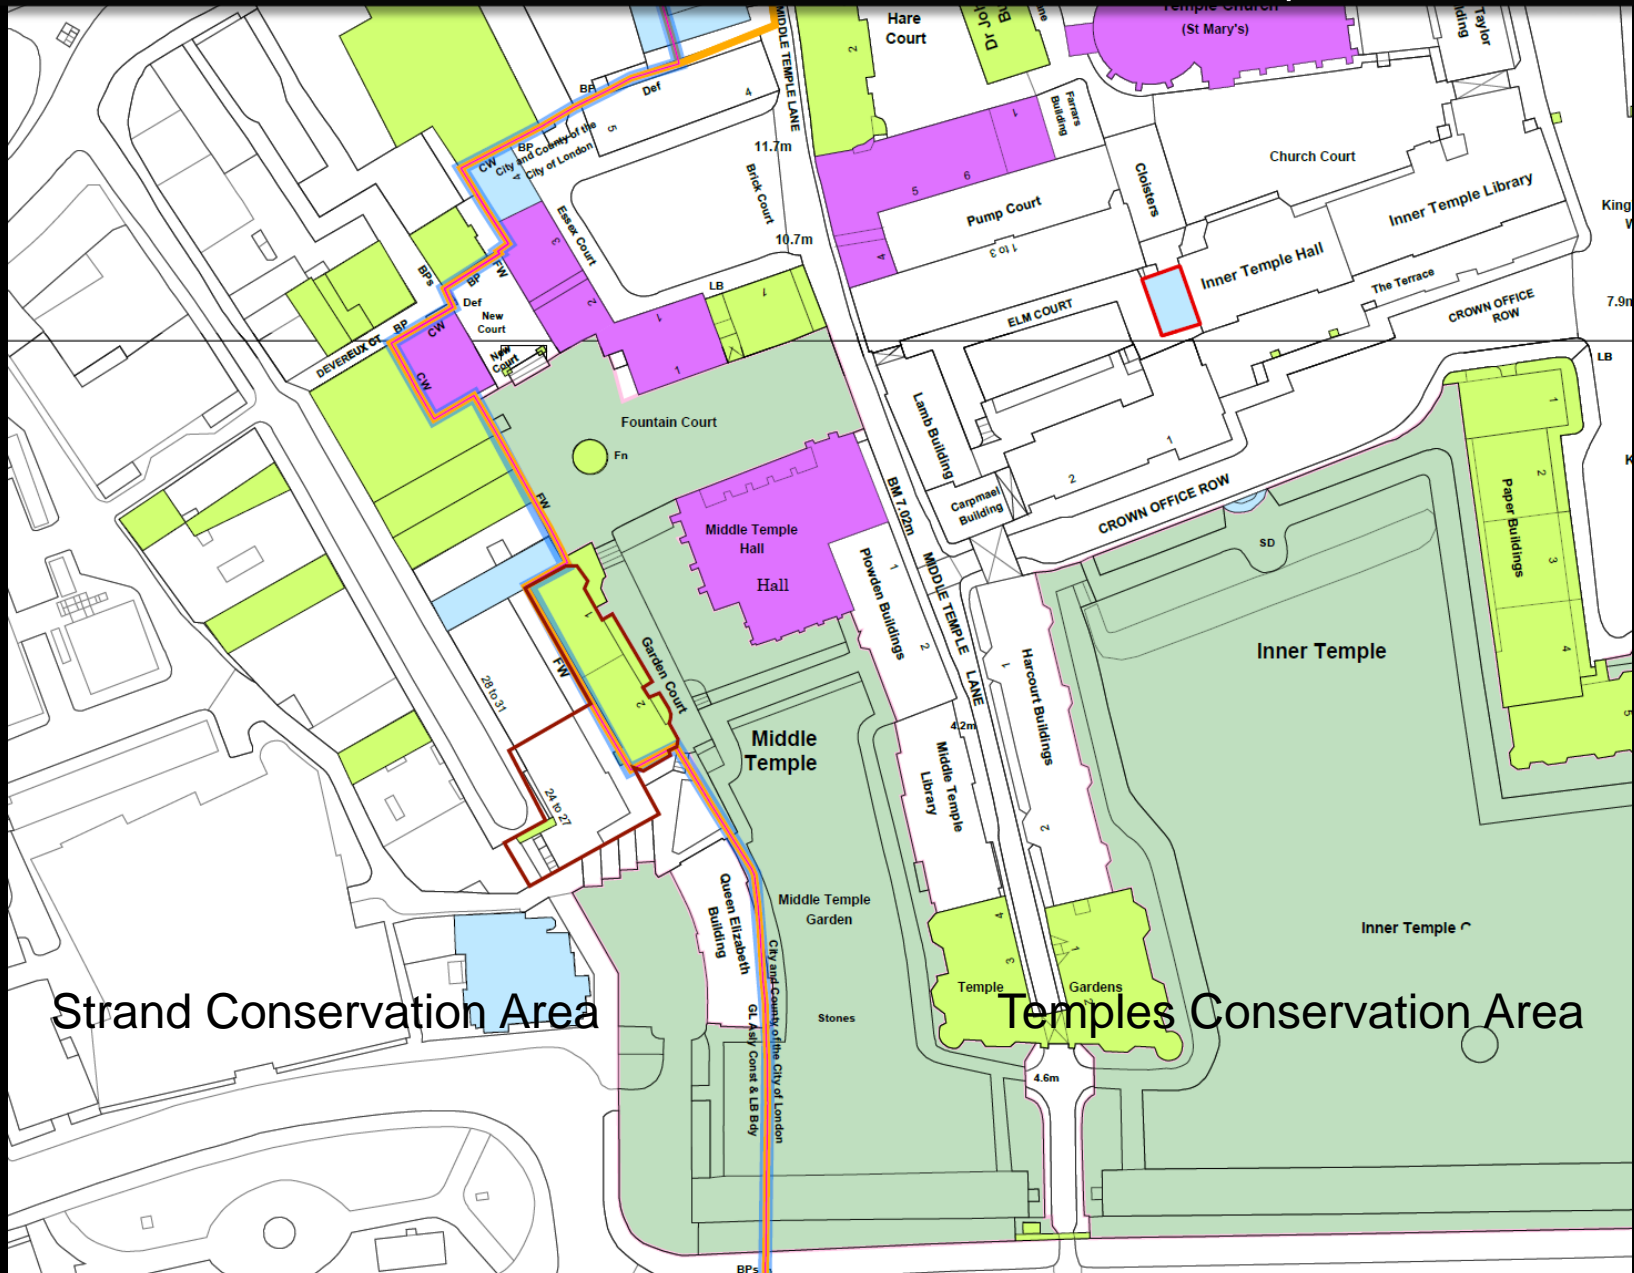 Temple Church
(St Mary's)
Hare
Court
Dr Joh
Taylor
MIDDLE TEMPLE LANE
2
BP
Def
4
5
1
Farrars
Building
11.7m
BP
City and County of the
City of London
CW
4
Brick Court
Church Court
Cloisters
5
6
Pump Court
Inner Temple Library
King
Essex Court
3
10.7m
4
1 to 3
Inner Temple Hall
BPs
FW
BP
LB
1
The Terrace
CROWN OFFICE
ROW
7.9m
Def
New
Court
2
1
ELM COURT
BP
CW
DEVEREUX CT
New
Court
LB
CW
1
Fountain Court
Fn
Lamb Building
1
1
2
BM 7.02m
FW
Carpmael
Building
CROWN OFFICE ROW
2
Paper Buildings
Middle Temple
Hall
Hall
SD
1
Plowden Buildings
MIDDLE TEMPLE
LANE
3
1
Garden Court
2
Inner Temple
4
FW
28 to 31
2
1
Harcourt Buildings
5
4.2m
Middle
Temple
Middle Temple
Library
24 to 27
2
Queen Elizabeth
Building
Middle Temple
Garden
4
3
1
Inner Temple
City and County of the City of London
GL Asly Const & LB Bdy
Temple
Gardens
2
Strand Conservation Area
Temples Conservation Area
Stones
4.6m
BPs